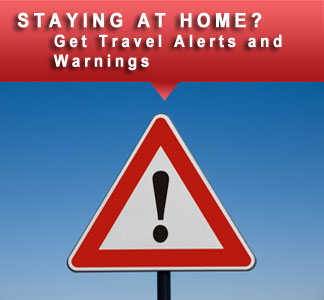 STAYING AT HOME?
Get Travel Alerts and
Warnings
!